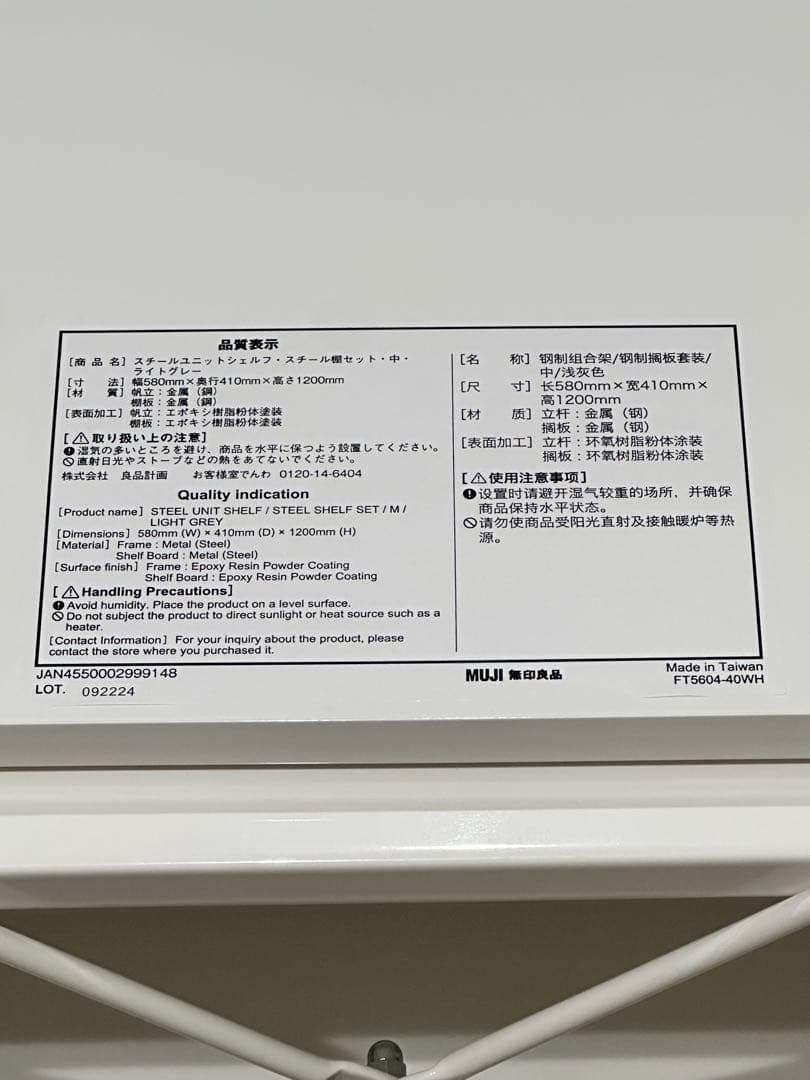 品質表示
[商品名] スチールユニットシェルフ・スチール棚セット・中・
ライトグレー
[寸 法] 幅580mm×奥行410mm×高さ1200mm
[材 質] 帆立:金属(鋼)
棚板:金属(鋼)
[表面加工] 帆立:エポキシ樹脂粉体塗装
棚板:エポキシ樹脂粉体塗装
[⚠取り扱い上の注意]
湿気の多いところを避け、商品を水平に保つよう設置してください。
直射日光やストーブなどの熱をあてないでください。
株式会社 良品計画 お客様室でんわ 0120-14-6404
Quality indication
[Product name] STEEL UNIT SHELF / STEEL SHELF SET / M /
LIGHT GREY
[Dimensions] 580mm (W) × 410mm (D) × 1200mm (H)
[Material] Frame : Metal (Steel)
Shelf Board : Metal (Steel)
[Surface finish] Frame : Epoxy Resin Powder Coating
Shelf Board : Epoxy Resin Powder Coating
[⚠Handling Precautions]
Avoid humidity. Place the product on a level surface.
Do not subject the product to direct sunlight or heat source such as a
heater.
[Contact Information] For your inquiry about the product, please
contact the store where you purchased it.
[名 称] 钢制组合架/钢制搁板套装/
中/浅灰色
[尺 寸] 长580mm×宽410mm×
高1200mm
[材 质] 立杆:金属(钢)
搁板:金属(钢)
[表面加工] 立杆:环氧树脂粉体涂装
搁板:环氧树脂粉体涂装
[⚠使用注意事项]
设置时请避开湿气较重的场所,并确保
商品保持水平状态。
请勿使商品受阳光直射及接触暖炉等热
源。
JAN4550002999148
LOT. 092224
MUJI 無印良品
Made in Taiwan
FT5604-40WH